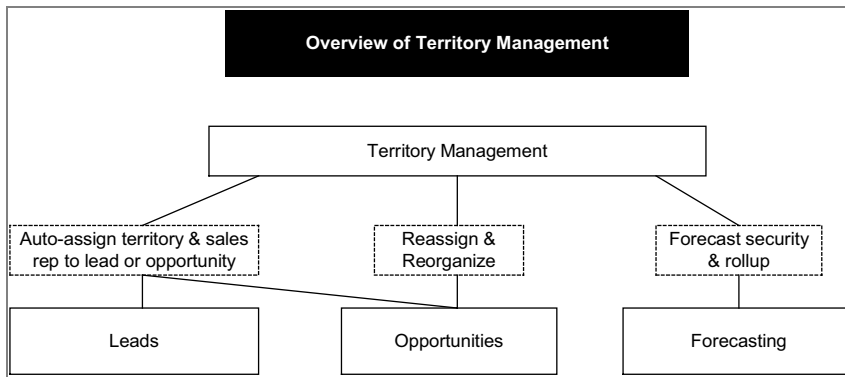 Overview of Territory Management
Territory Management
Auto-assign territory & sales
rep to lead or opportunity
Reassign &
Reorganize
Forecast security
& rollup
Leads
Opportunities
Forecasting